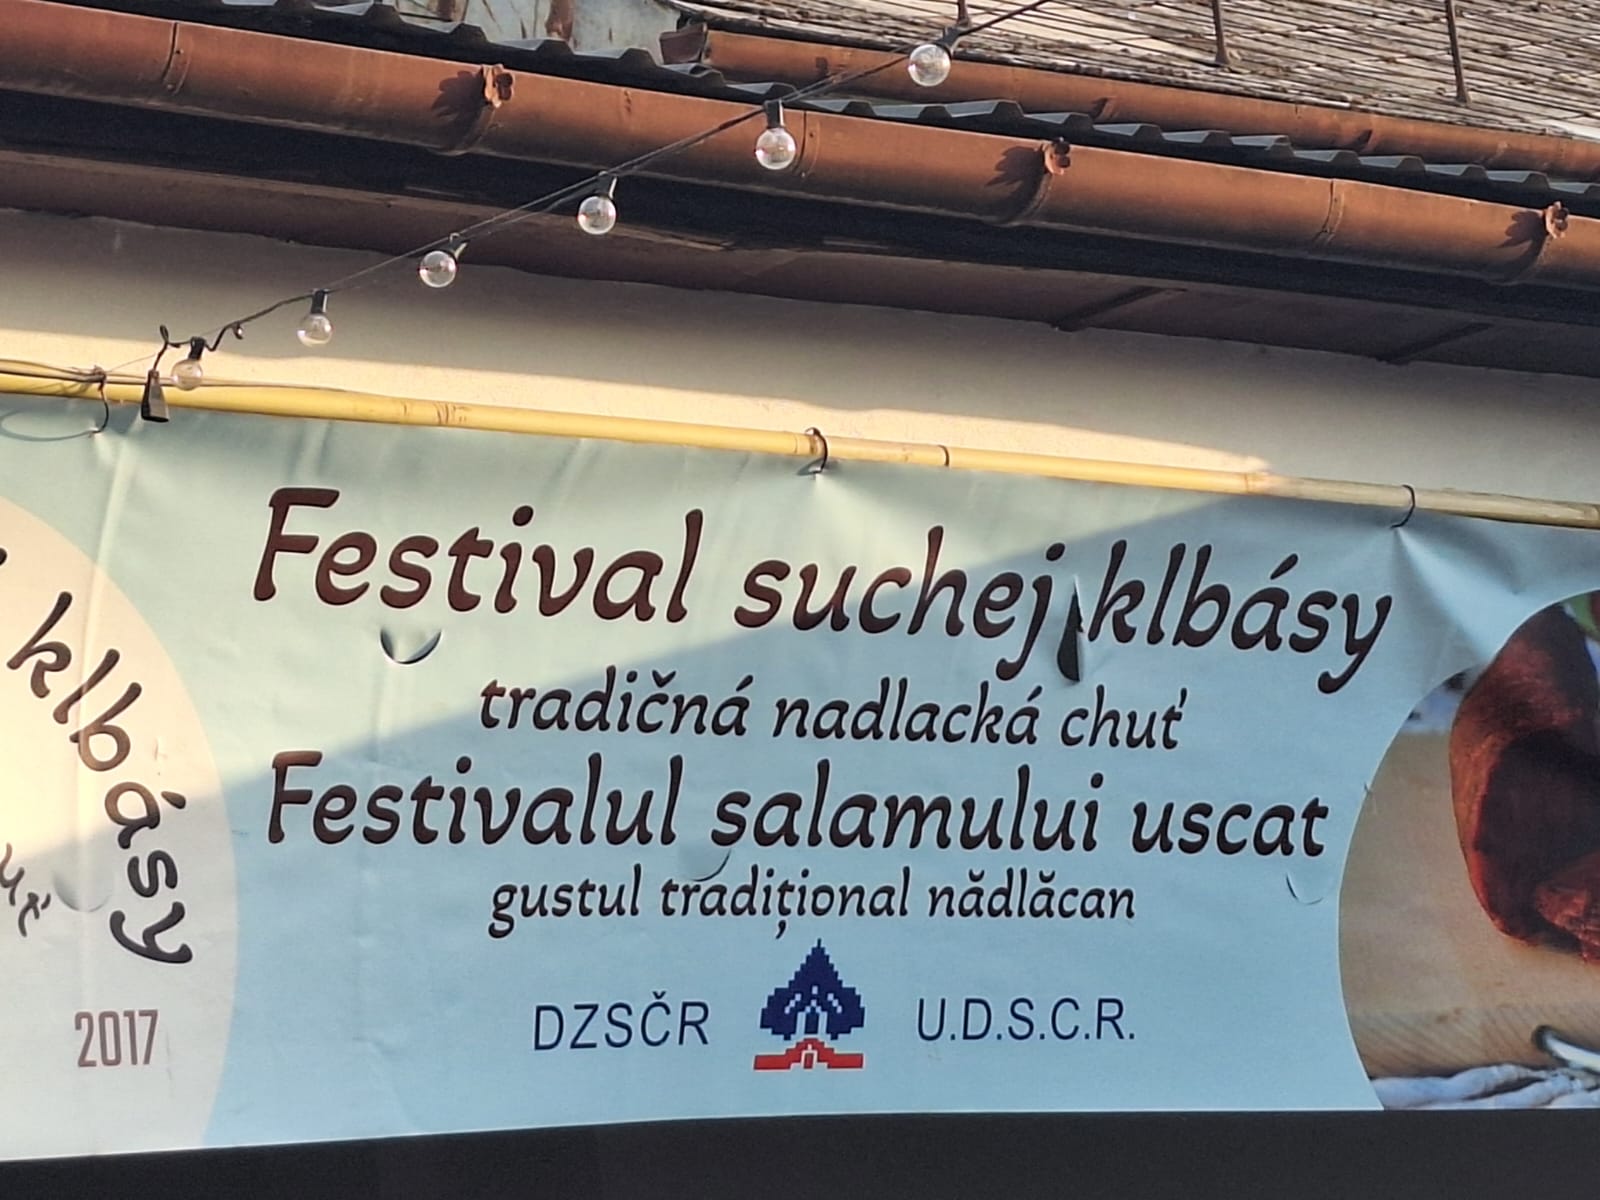 klbásy
2017
Festival suchej klbásy
tradičná nadlacká chuť
Festivalul salamului uscat
gustul tradițional nădlăcan
DZSČR
U.D.S.C.R.